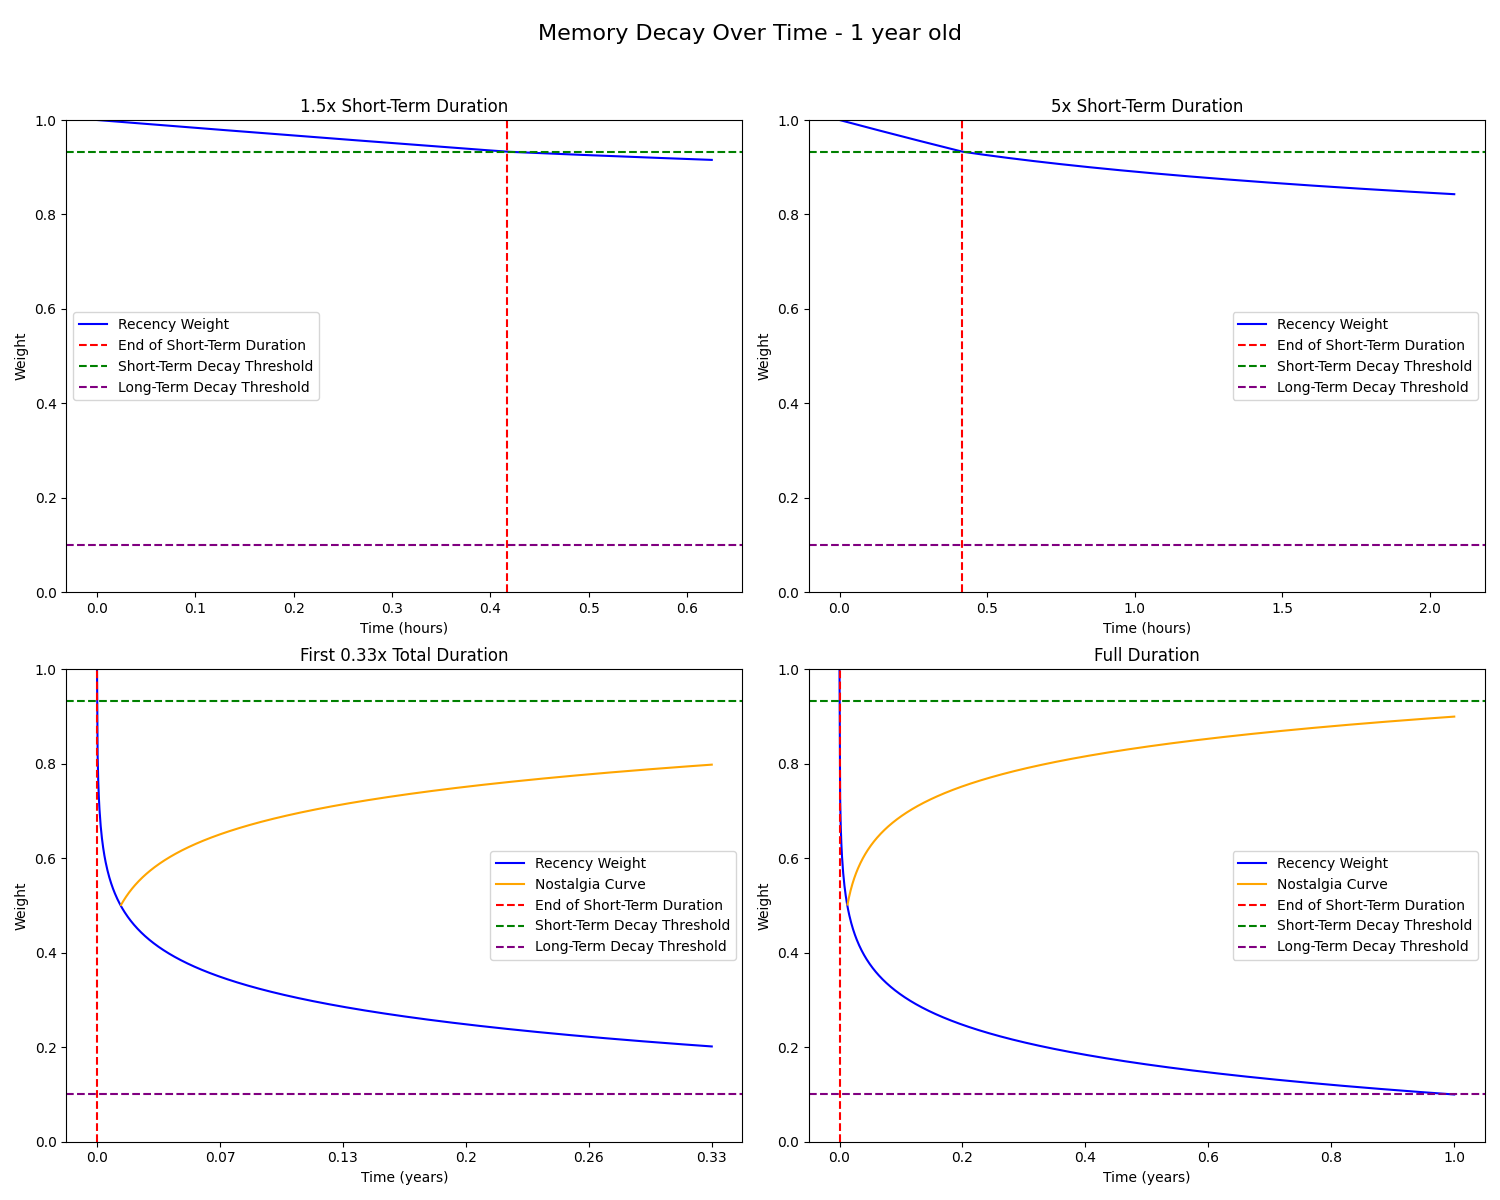 Memory Decay Over Time - 1 year old
1.5x Short-Term Duration
1.0
0.8
0.6
0.4
0.2
0.0
Weight
Recency Weight
End of Short-Term Duration
Short-Term Decay Threshold
Long-Term Decay Threshold
0.0 0.1 0.2 0.3 0.4 0.5 0.6
Time (hours)
5x Short-Term Duration
1.0
0.8
0.6
0.4
0.2
0.0
Weight
Recency Weight
End of Short-Term Duration
Short-Term Decay Threshold
Long-Term Decay Threshold
0.0 0.5 1.0 1.5 2.0
Time (hours)
First 0.33x Total Duration
1.0
0.8
0.6
0.4
0.2
0.0
Weight
Recency Weight
Nostalgia Curve
End of Short-Term Duration
Short-Term Decay Threshold
Long-Term Decay Threshold
0.0 0.07 0.13 0.2 0.26 0.33
Time (years)
Full Duration
1.0
0.8
0.6
0.4
0.2
0.0
Weight
Recency Weight
Nostalgia Curve
End of Short-Term Duration
Short-Term Decay Threshold
Long-Term Decay Threshold
0.0 0.2 0.4 0.6 0.8 1.0
Time (years)